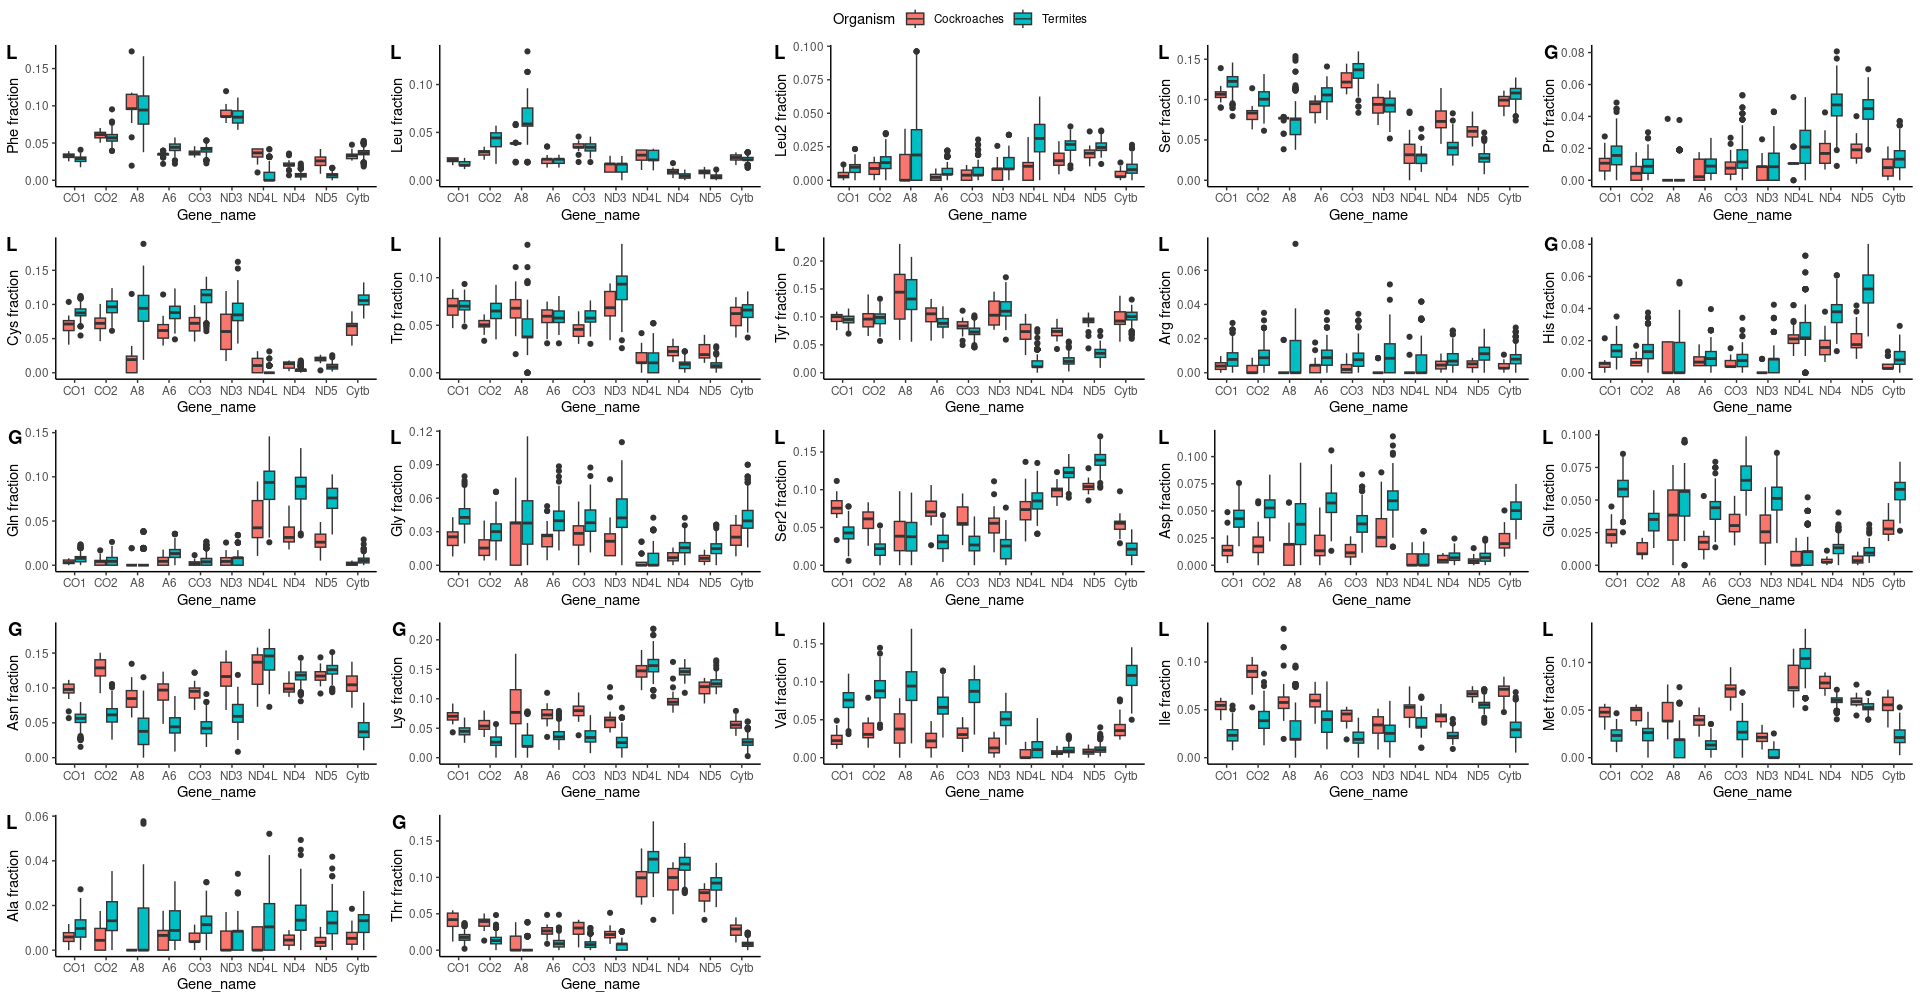 Organism Cockroaches Termites
L
Phe fraction
0.15
0.10
0.05
0.00
CO1 CO2 A8 A6 CO3 ND3 ND4L ND4 ND5 Cytb
Gene_name
L
Leu fraction
0.10
0.05
0.00
CO1 CO2 A8 A6 CO3 ND3 ND4L ND4 ND5 Cytb
Gene_name
L
Leu2 fraction
0.100
0.075
0.050
0.025
0.000
CO1 CO2 A8 A6 CO3 ND3 ND4L ND4 ND5 Cytb
Gene_name
L
Ser fraction
0.15
0.10
0.05
0.00
CO1 CO2 A8 A6 CO3 ND3 ND4L ND4 ND5 Cytb
Gene_name
G
Pro fraction
0.08
0.06
0.04
0.02
0.00
CO1 CO2 A8 A6 CO3 ND3 ND4L ND4 ND5 Cytb
Gene_name
L
Cys fraction
0.15
0.10
0.05
0.00
CO1 CO2 A8 A6 CO3 ND3 ND4L ND4 ND5 Cytb
Gene_name
L
Trp fraction
0.10
0.05
0.00
CO1 CO2 A8 A6 CO3 ND3 ND4L ND4 ND5 Cytb
Gene_name
L
Tyr fraction
0.20
0.15
0.10
0.05
0.00
CO1 CO2 A8 A6 CO3 ND3 ND4L ND4 ND5 Cytb
Gene_name
L
Arg fraction
0.06
0.04
0.02
0.00
CO1 CO2 A8 A6 CO3 ND3 ND4L ND4 ND5 Cytb
Gene_name
G
His fraction
0.08
0.06
0.04
0.02
0.00
CO1 CO2 A8 A6 CO3 ND3 ND4L ND4 ND5 Cytb
Gene_name
G
Gln fraction
0.15
0.10
0.05
0.00
CO1 CO2 A8 A6 CO3 ND3 ND4L ND4 ND5 Cytb
Gene_name
L
Gly fraction
0.12
0.09
0.06
0.03
0.00
CO1 CO2 A8 A6 CO3 ND3 ND4L ND4 ND5 Cytb
Gene_name
L
Ser2 fraction
0.15
0.10
0.05
0.00
CO1 CO2 A8 A6 CO3 ND3 ND4L ND4 ND5 Cytb
Gene_name
L
Asp fraction
0.100
0.075
0.050
0.025
0.000
CO1 CO2 A8 A6 CO3 ND3 ND4L ND4 ND5 Cytb
Gene_name
L
Glu fraction
0.100
0.075
0.050
0.025
0.000
CO1 CO2 A8 A6 CO3 ND3 ND4L ND4 ND5 Cytb
Gene_name
G
Asn fraction
0.15
0.10
0.05
0.00
CO1 CO2 A8 A6 CO3 ND3 ND4L ND4 ND5 Cytb
Gene_name
G
Lys fraction
0.20
0.15
0.10
0.05
0.00
CO1 CO2 A8 A6 CO3 ND3 ND4L ND4 ND5 Cytb
Gene_name
L
Val fraction
0.15
0.10
0.05
0.00
CO1 CO2 A8 A6 CO3 ND3 ND4L ND4 ND5 Cytb
Gene_name
L
Ile fraction
0.10
0.05
0.00
CO1 CO2 A8 A6 CO3 ND3 ND4L ND4 ND5 Cytb
Gene_name
L
Met fraction
0.10
0.05
0.00
CO1 CO2 A8 A6 CO3 ND3 ND4L ND4 ND5 Cytb
Gene_name
L
Ala fraction
0.06
0.04
0.02
0.00
CO1 CO2 A8 A6 CO3 ND3 ND4L ND4 ND5 Cytb
Gene_name
G
Thr fraction
0.15
0.10
0.05
0.00
CO1 CO2 A8 A6 CO3 ND3 ND4L ND4 ND5 Cytb
Gene_name